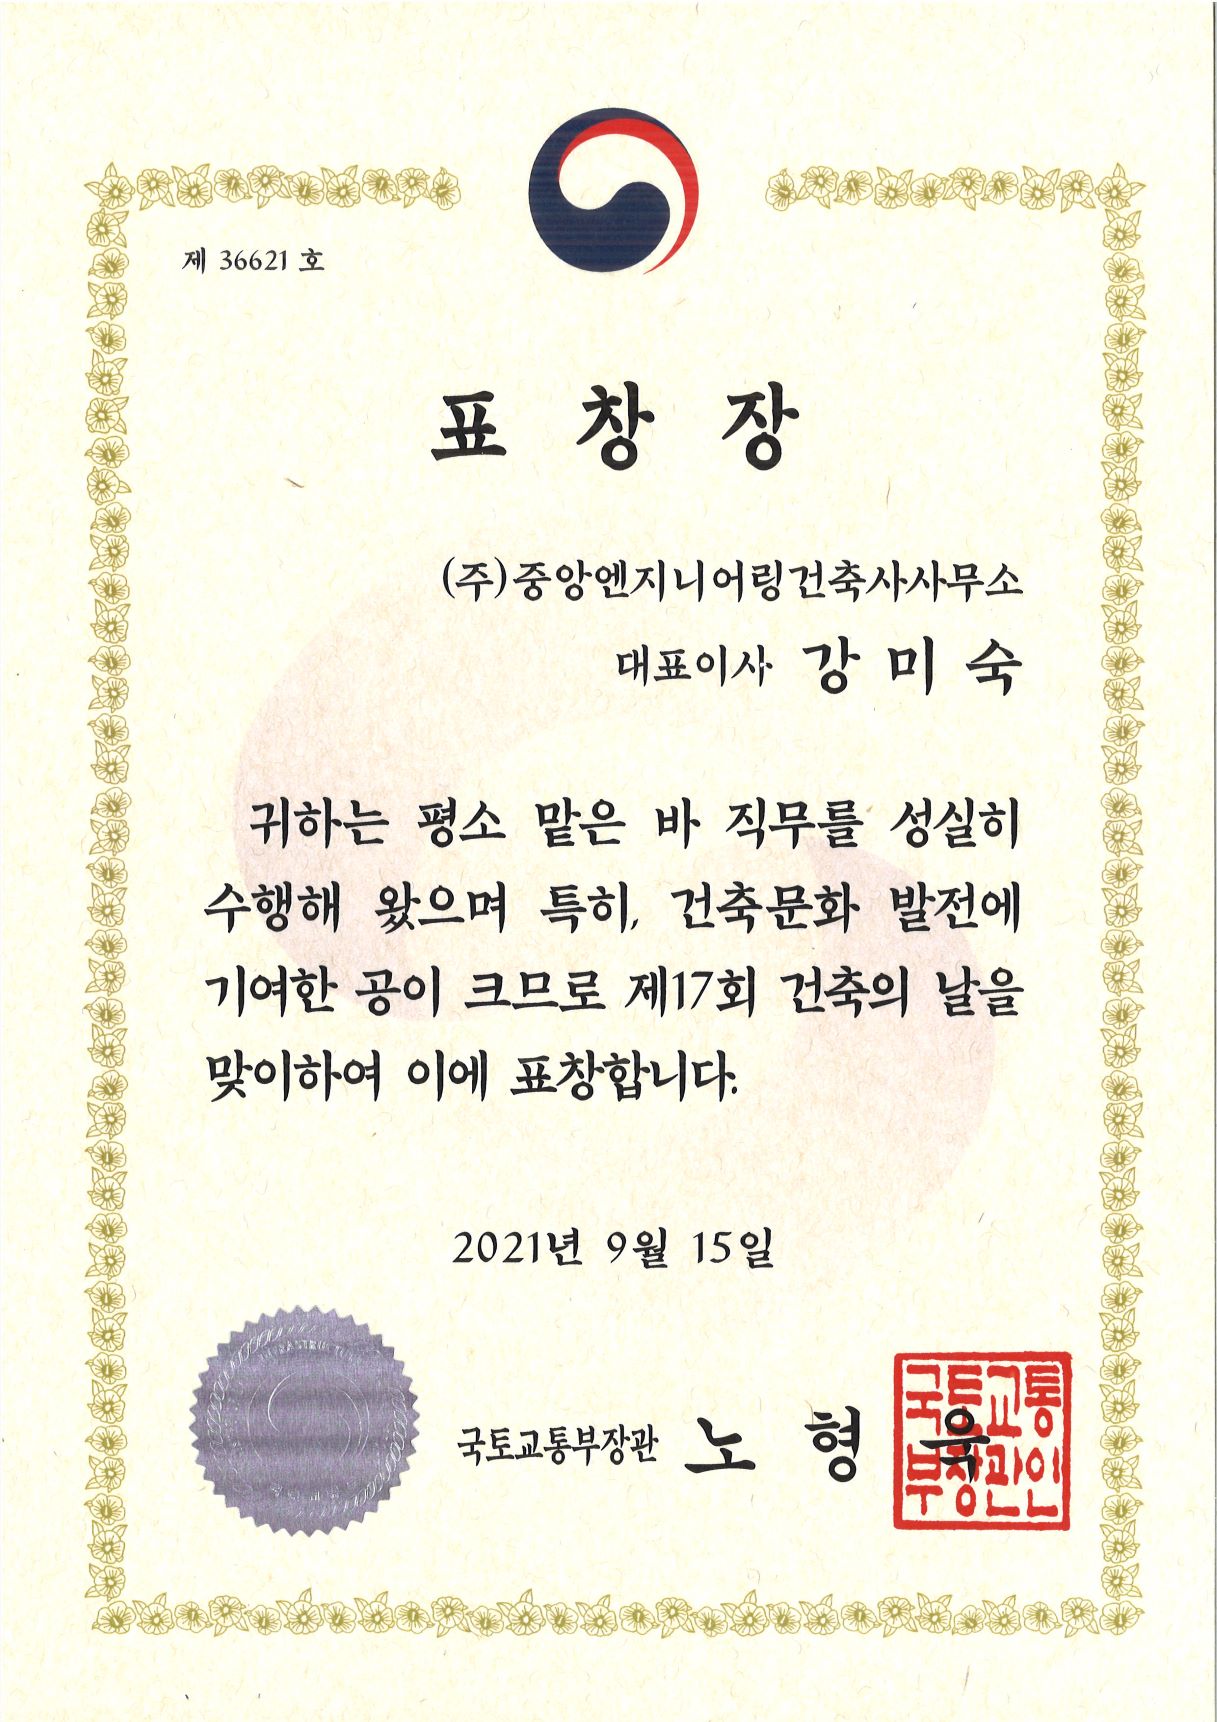 제 36621 호
표 창 장
(주)중앙엔지니어링건축사사무소
대표이사 강 미 숙
귀하는 평소 맡은 바 직무를 성실히
수행해 왔으며 특히, 건축문화 발전에
기여한 공이 크므로 제17회 건축의 날을
맞이하여 이에 표창합니다.
2021년 9월 15일
국토교통부장관 노 형 욱
국토교통
부장관인